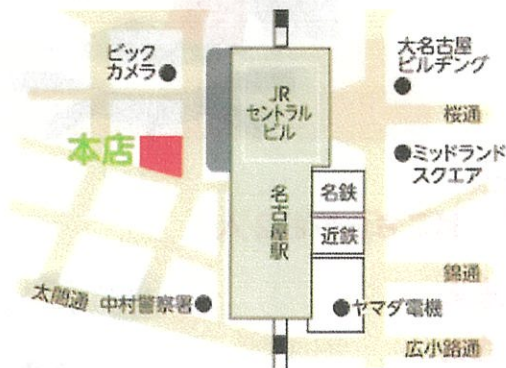 ビック
カメラ
大名古屋
ビルヂング
JR
セントラル
ビル
桜通
本店
ミッドランド
スクエア
名鉄
名古屋駅
近鉄
錦通
太閤通
中村警察署
ヤマダ電機
広小路通